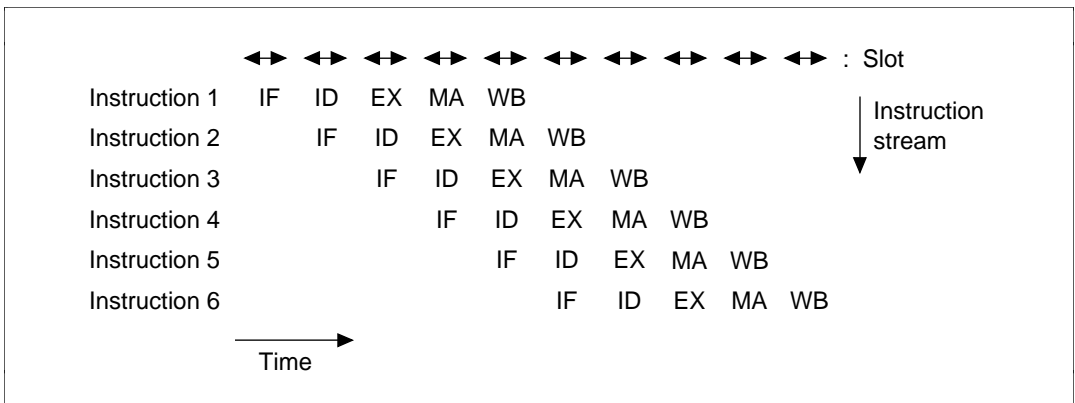 : Slot
Instruction 1 IF ID EX MA WB
Instruction 2 IF ID EX MA WB
Instruction 3 IF ID EX MA WB
Instruction 4 IF ID EX MA WB
Instruction 5 IF ID EX MA WB
Instruction 6 IF ID EX MA WB
Instruction
stream
Time